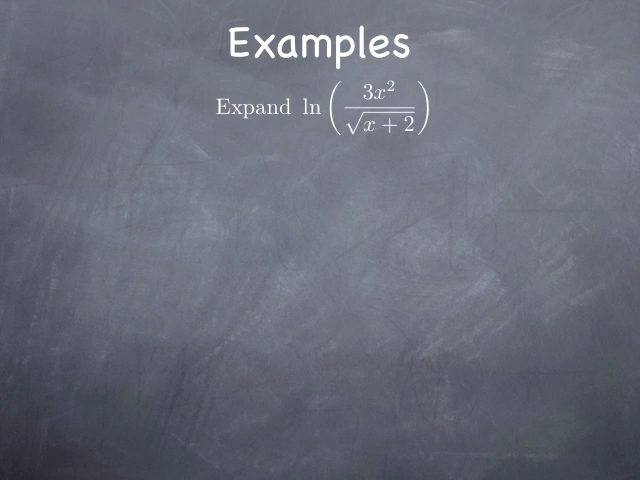 Examples
Expand ln(3x²/√(x + 2))